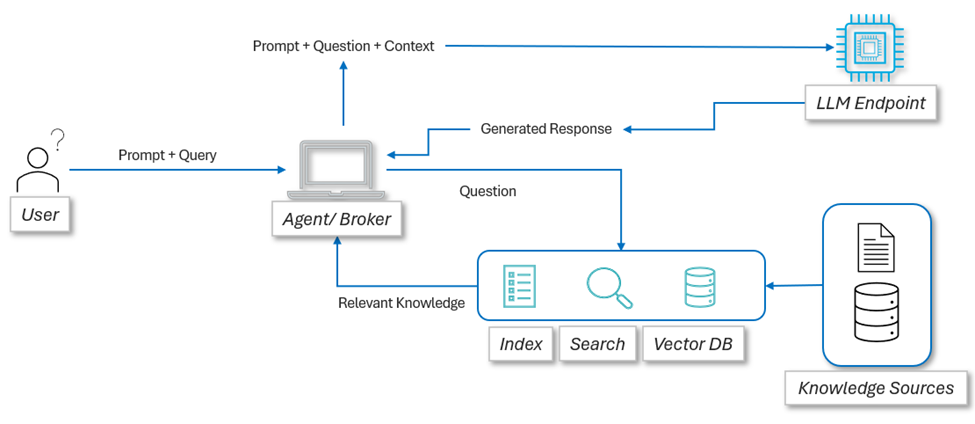 Prompt + Question + Context
LLM Endpoint
Generated Response
?
Prompt + Query
Question
User
Agent/ Broker
Relevant Knowledge
Index
Search
Vector DB
Knowledge Sources